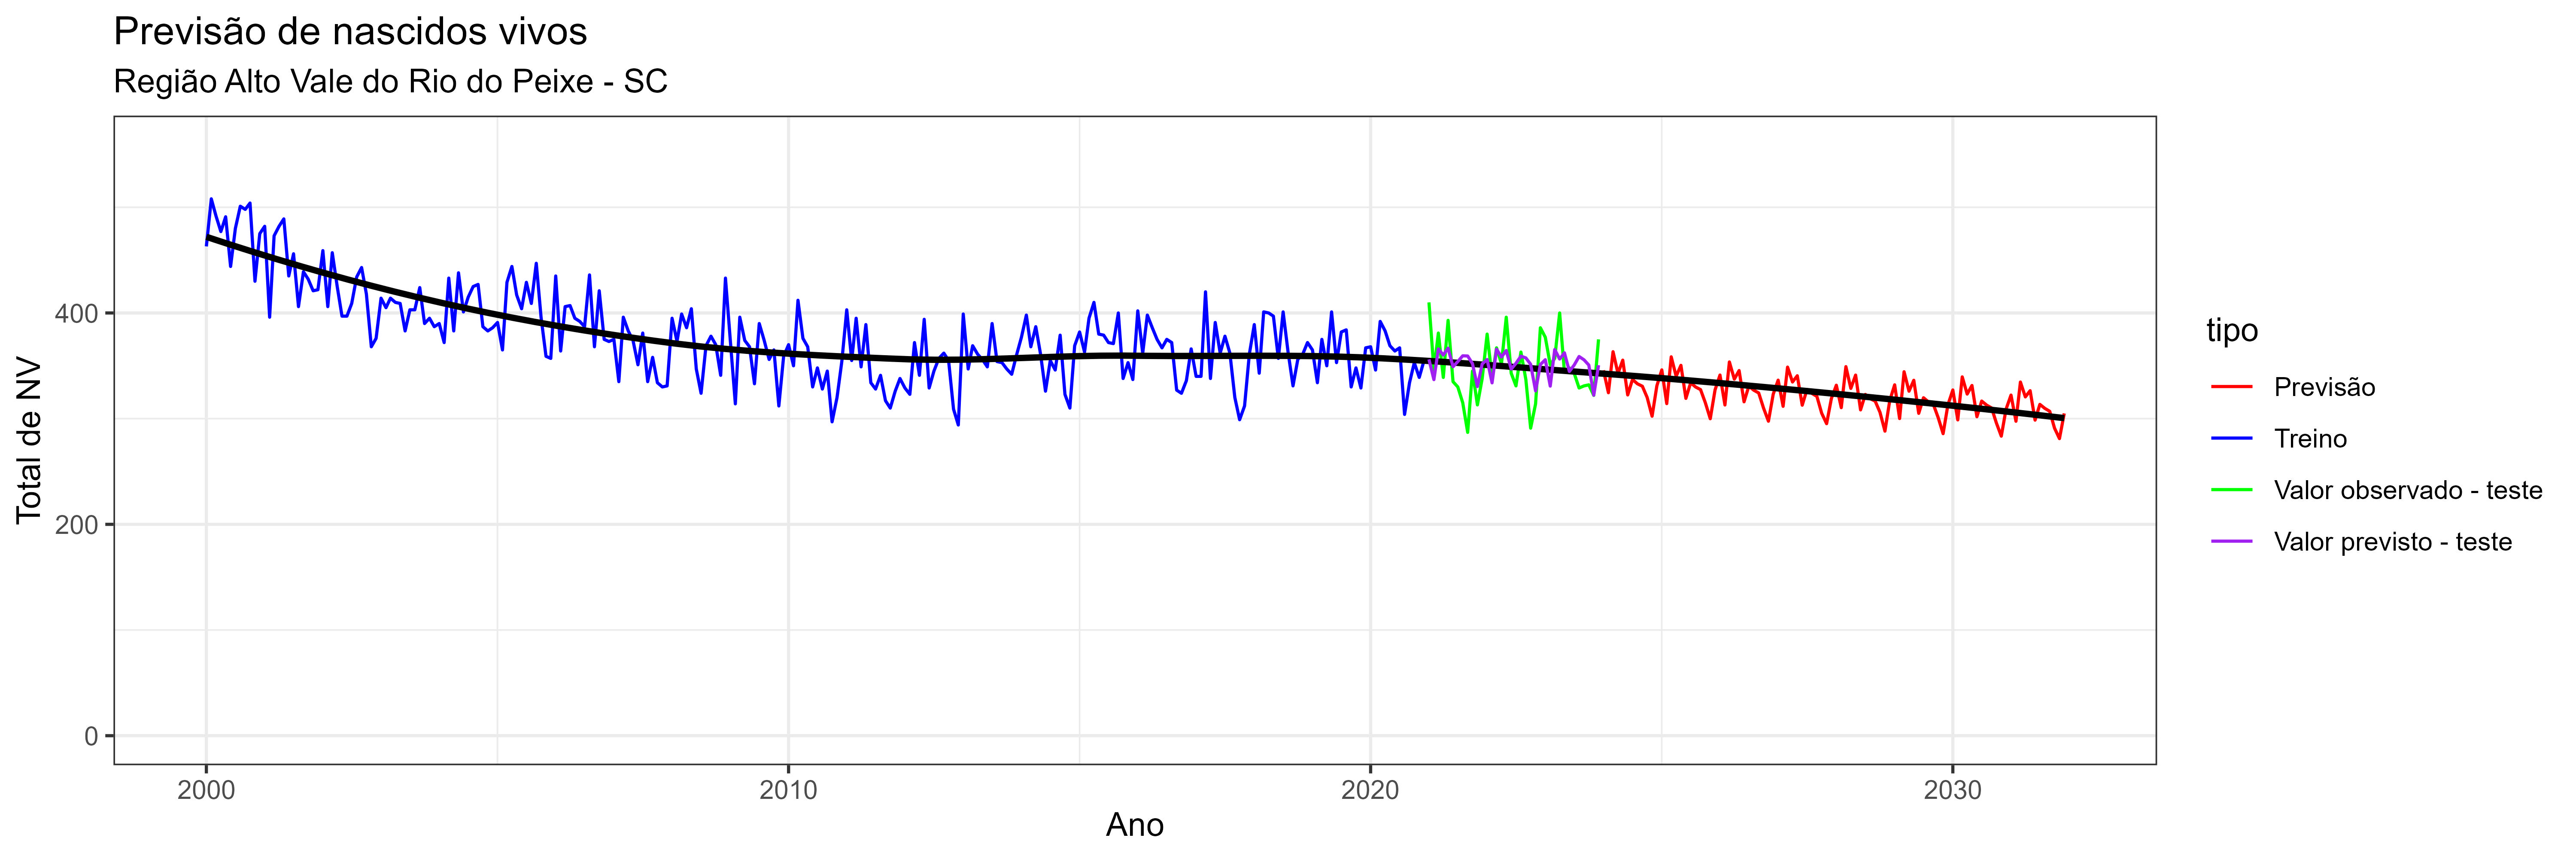 Previsão de nascidos vivos
Região Alto Vale do Rio do Peixe - SC
Total de NV
400
200
0
2000
2010
2020
2030
Ano
tipo
Previsão
Treino
Valor observado - teste
Valor previsto - teste